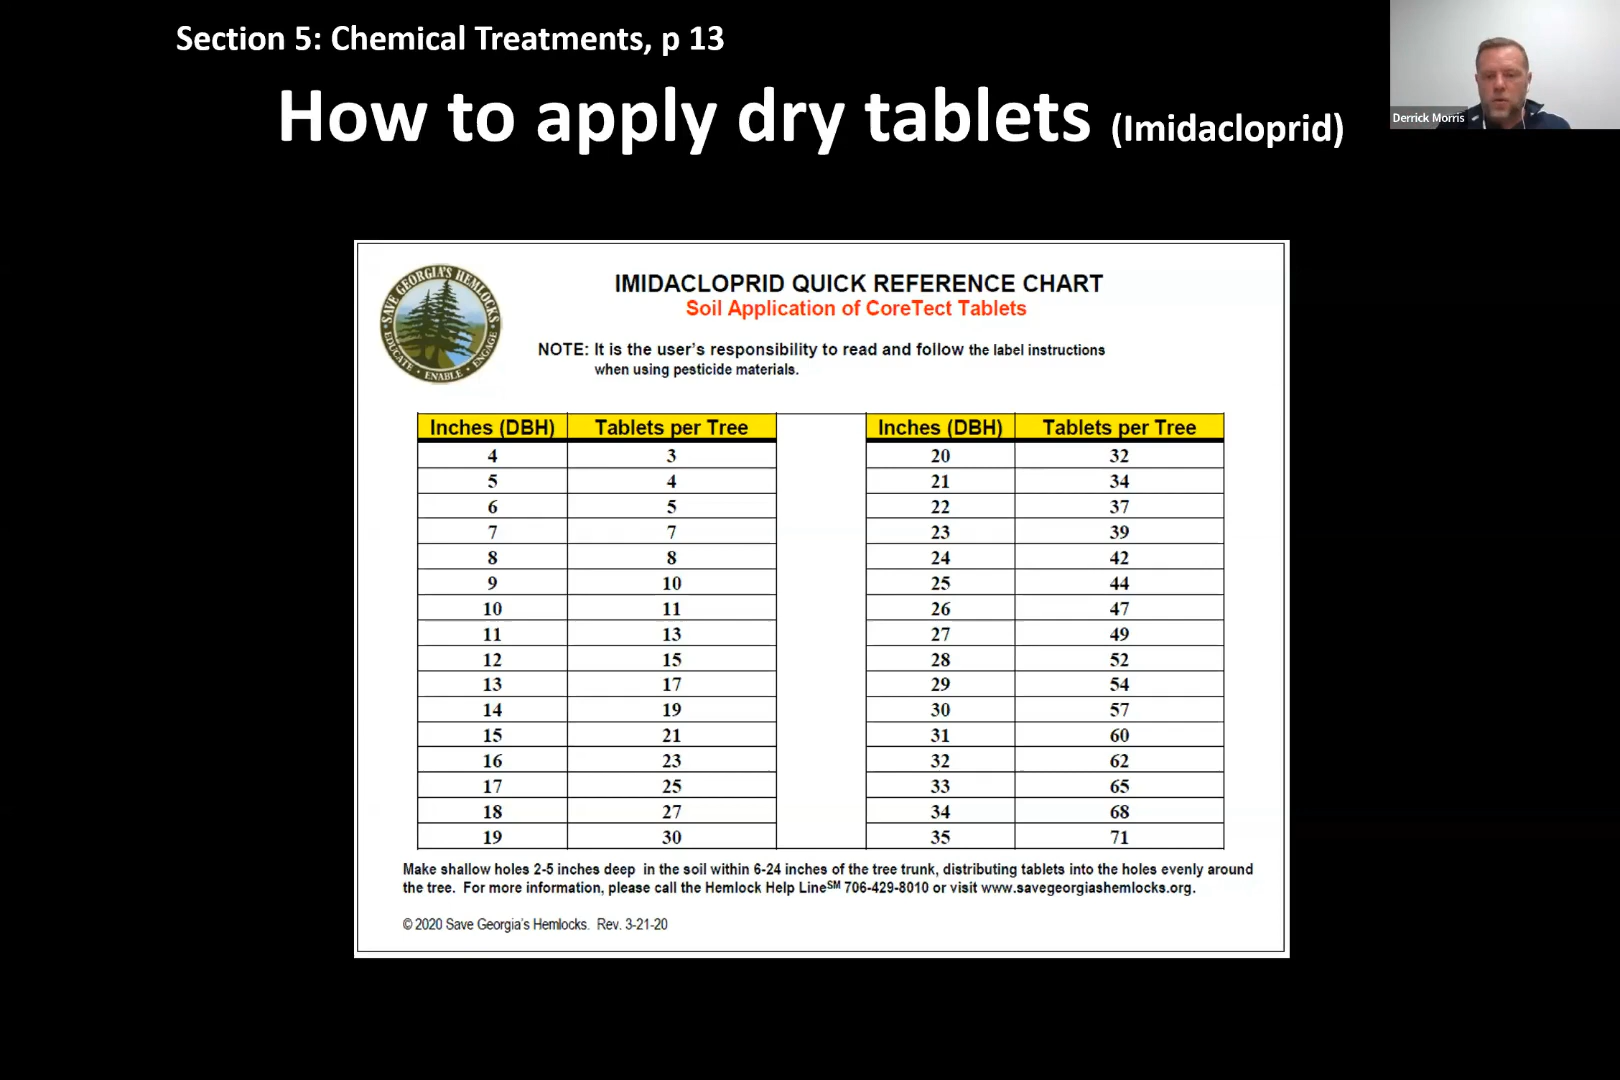 Section 5: Chemical Treatments, p 13
How to apply dry tablets (Imidacloprid)
Derrick Morris
SAVE GEORGIA'S HEMLOCKS
EDUCATE • ENABLE • ENGAGE
IMIDACLOPRID QUICK REFERENCE CHART
Soil Application of CoreTect Tablets
NOTE: It is the user's responsibility to read and follow the label instructions
when using pesticide materials.
Inches (DBH) Tablets per Tree Inches (DBH) Tablets per Tree
4 3 20 32
5 4 21 34
6 5 22 37
7 7 23 39
8 8 24 42
9 10 25 44
10 11 26 47
11 13 27 49
12 15 28 52
13 17 29 54
14 19 30 57
15 21 31 60
16 23 32 62
17 25 33 65
18 27 34 68
19 30 35 71
Make shallow holes 2-5 inches deep in the soil within 6-24 inches of the tree trunk, distributing tablets into the holes evenly around
the tree. For more information, please call the Hemlock Help Line℠ 706-429-8010 or visit www.savegeorgiashemlocks.org.
© 2020 Save Georgia's Hemlocks. Rev. 3-21-20